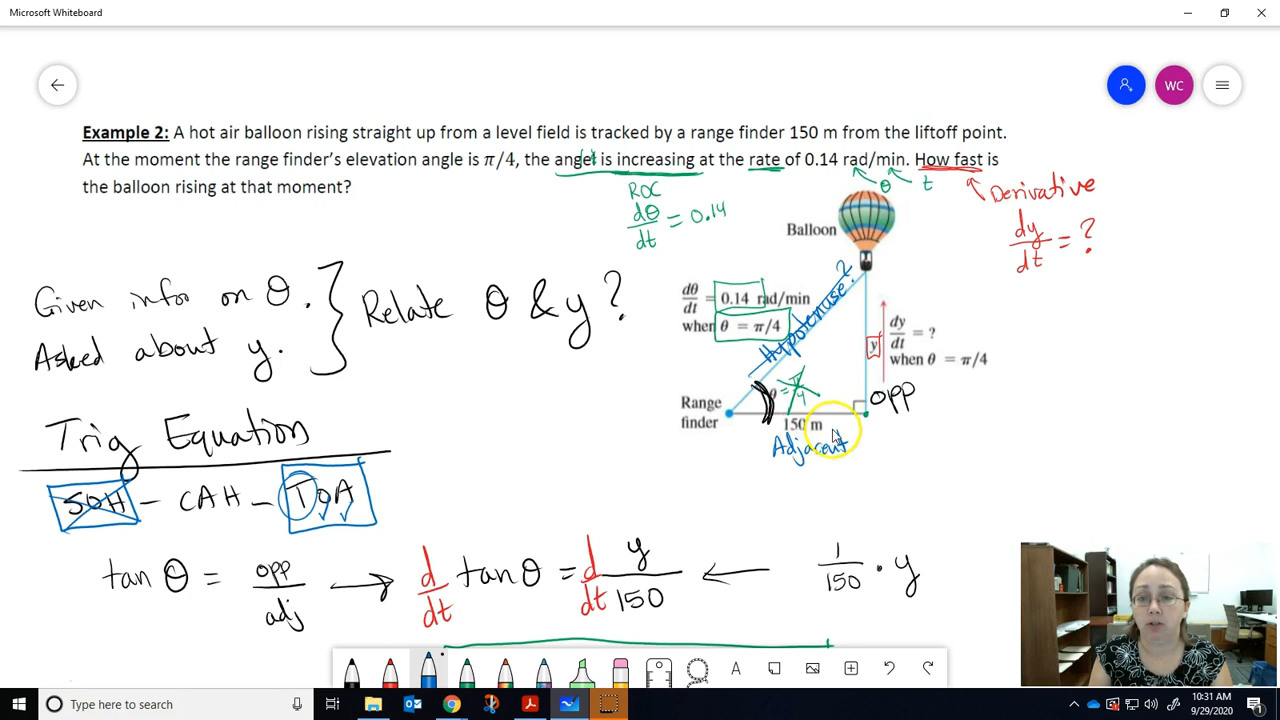 Microsoft Whiteboard
WC
Example 2: A hot air balloon rising straight up from a level field is tracked by a range finder 150 m from the liftoff point.
At the moment the range finder's elevation angle is π/4, the angel is increasing at the rate of 0.14 rad/min. How fast is
the balloon rising at that moment?
ROC
dθ/dt = 0.14
θ
t
Derivative
dy/dt = ?
Balloon
dθ/dt = 0.14 rad/min
when θ = π/4
Hypotenuse?
y
dy/dt = ?
when θ = π/4
θ = π/4
opp
Range
finder
150 m
Adjacent
Given infor on θ.
Asked about y.
Relate θ & y?
Trig Equation
SOH - CAH - TOA
tan θ = opp/adj → d/dt tan θ = d/dt y/150 ← 1/150 · y
A
Type here to search
10:31 AM
9/29/2020